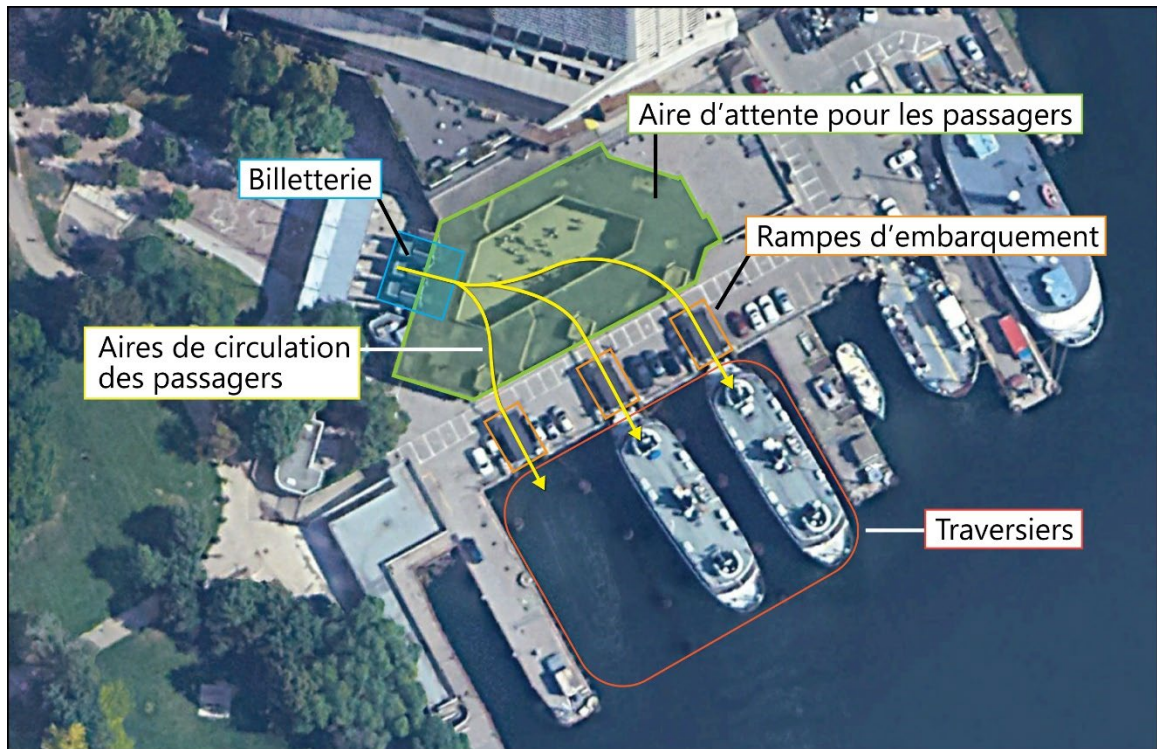 Aire d'attente pour les passagers
Billetterie
Rampes d'embarquement
Aires de circulation
des passagers
Traversiers